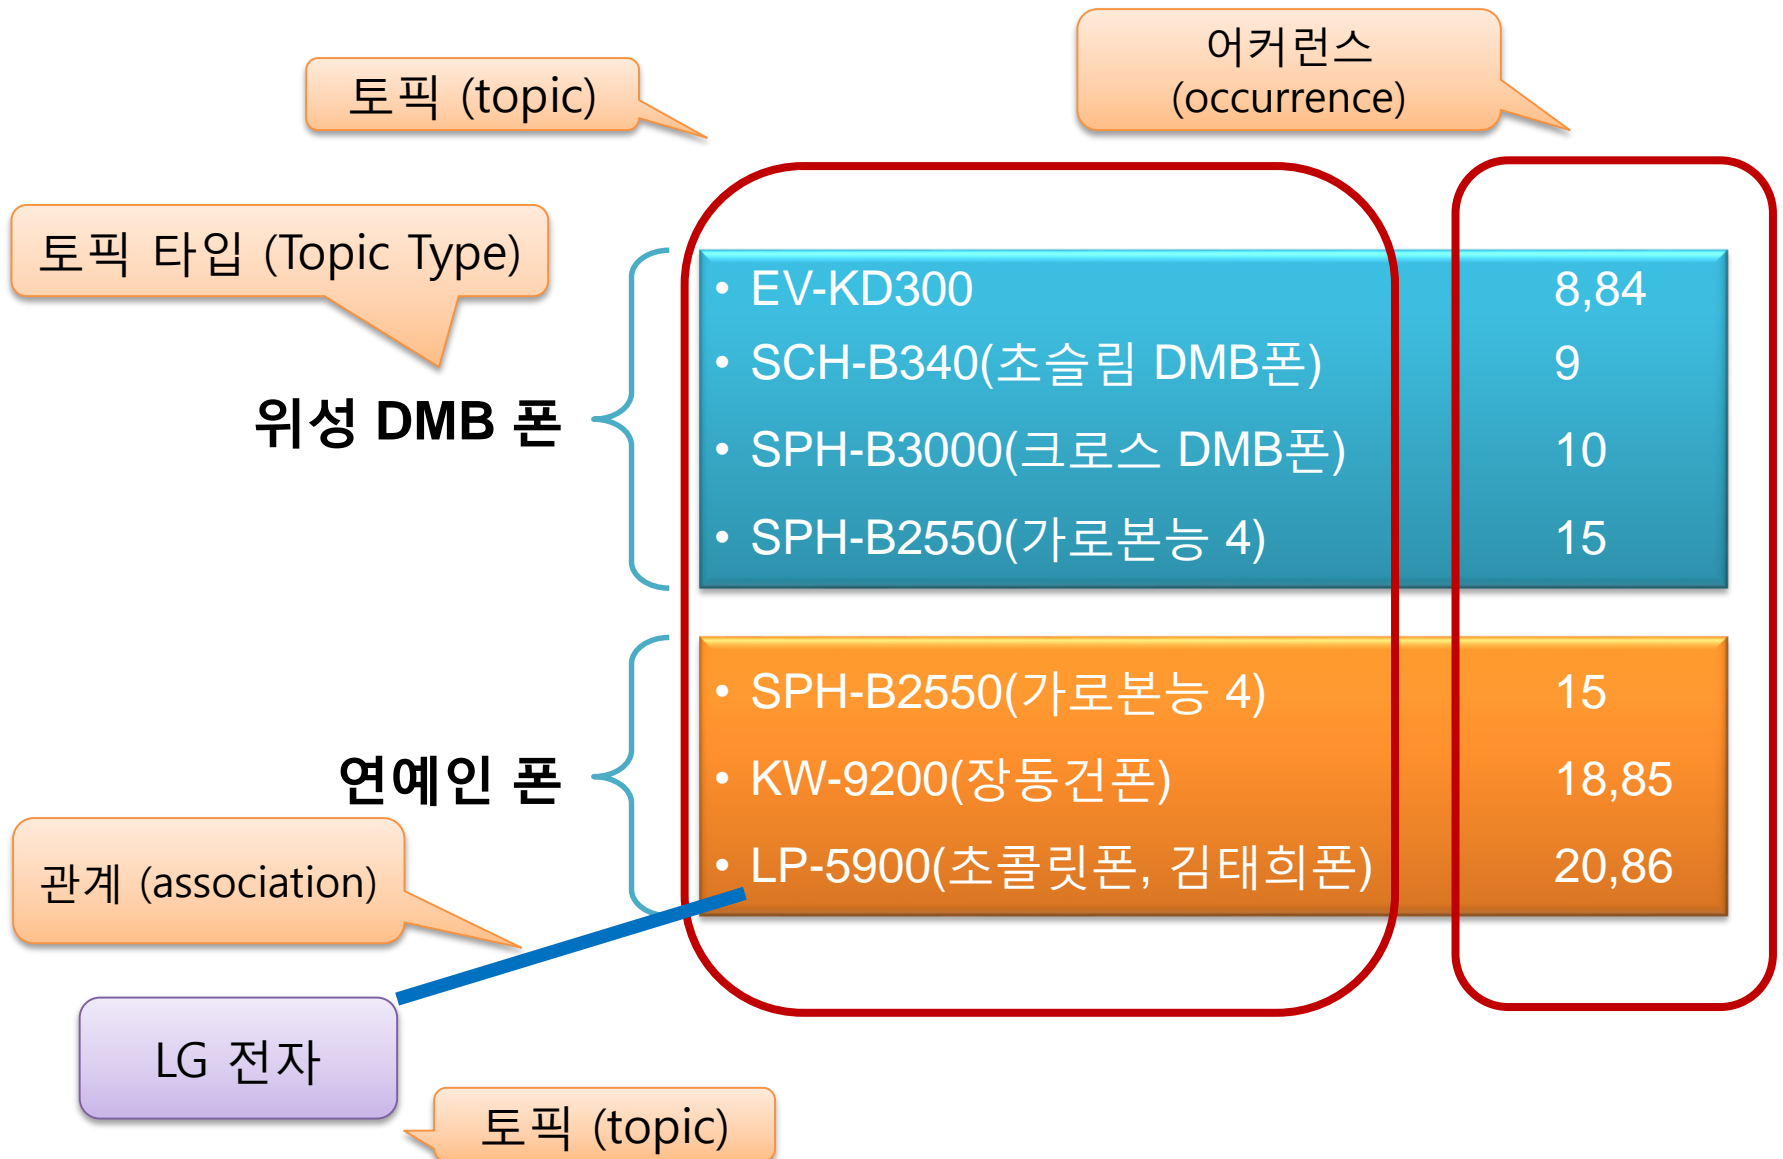 토픽 (topic)
어커런스
(occurrence)
토픽 타입 (Topic Type)
위성 DMB 폰
• EV-KD300 8,84
• SCH-B340(초슬림 DMB폰) 9
• SPH-B3000(크로스 DMB폰) 10
• SPH-B2550(가로본능 4) 15
연예인 폰
• SPH-B2550(가로본능 4) 15
• KW-9200(장동건폰) 18,85
• LP-5900(초콜릿폰, 김태희폰) 20,86
관계 (association)
LG 전자
토픽 (topic)